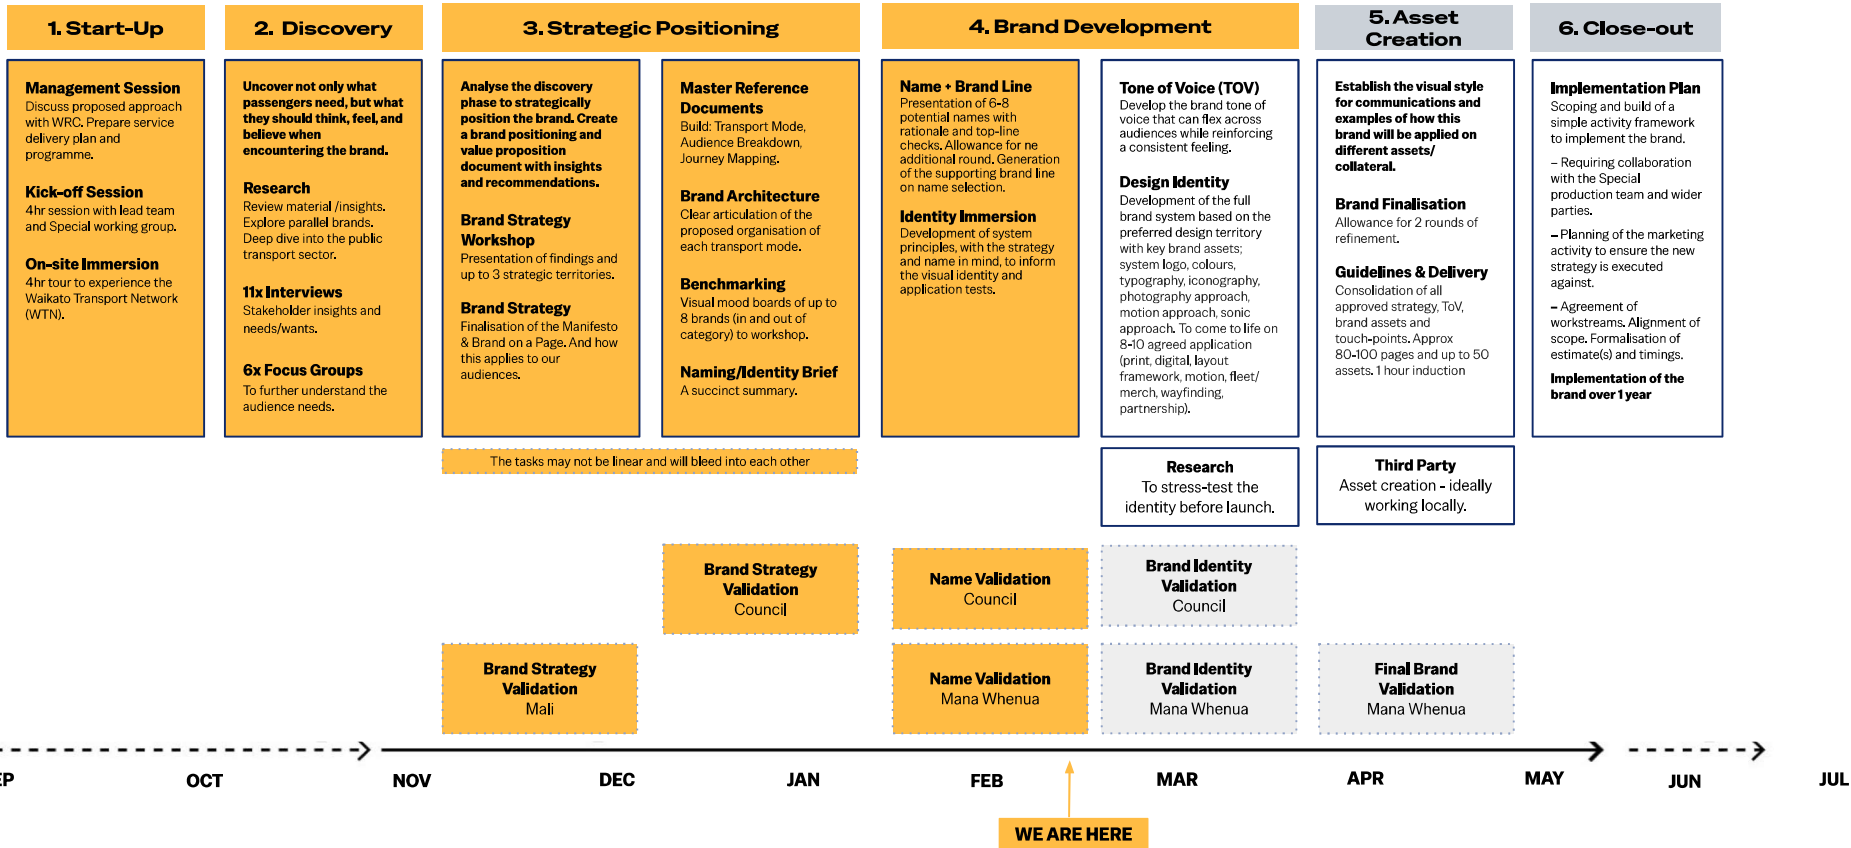 1. Start-Up
2. Discovery
3. Strategic Positioning
4. Brand Development
5. Asset
Creation
6. Close-out
Management Session
Discuss proposed approach
with WRC. Prepare service
delivery plan and
programme.
Kick-off Session
4hr session with lead team
and Special working group.
On-site Immersion
4hr tour to experience the
Waikato Transport Network
(WTN).
Uncover not only what
passengers need, but what
they should think, feel, and
believe when
encountering the brand.
Research
Review material /insights.
Explore parallel brands.
Deep dive into the public
transport sector.
11x Interviews
Stakeholder insights and
needs/wants.
6x Focus Groups
To further understand the
audience needs.
Analyse the discovery
phase to strategically
position the brand. Create
a brand positioning and
value proposition
document with insights
and recommendations.
Brand Strategy
Workshop
Presentation of findings and
up to 3 strategic territories.
Brand Strategy
Finalisation of the Manifesto
& Brand on a Page. And how
this applies to our
audiences.
Master Reference
Documents
Build: Transport Mode,
Audience Breakdown,
Journey Mapping.
Brand Architecture
Clear articulation of the
proposed organisation of
each transport mode.
Benchmarking
Visual mood boards of up to
8 brands (in and out of
category) to workshop.
Naming/Identity Brief
A succinct summary.
Name + Brand Line
Presentation of 6-8
potential names with
rationale and top-line
checks. Allowance for ne
additional round. Generation
of the supporting brand line
on name selection.
Identity Immersion
Development of system
principles, with the strategy
and name in mind, to inform
the visual identity and
application tests.
Tone of Voice (TOV)
Develop the brand tone of
voice that can flex across
audiences while reinforcing
a consistent feeling.
Design Identity
Development of the full
brand system based on the
preferred design territory
with key brand assets;
system logo, colours,
typography, iconography,
photography approach,
motion approach, sonic
approach. To come to life on
8-10 agreed application
(print, digital, layout
framework, motion, fleet/
merch, wayfinding,
partnership).
Establish the visual style
for communications and
examples of how this
brand will be applied on
different assets/
collateral.
Brand Finalisation
Allowance for 2 rounds of
refinement.
Guidelines & Delivery
Consolidation of all
approved strategy, ToV,
brand assets and
touch-points. Approx
80-100 pages and up to 50
assets. 1 hour induction
Implementation Plan
Scoping and build of a
simple activity framework
to implement the brand.
– Requiring collaboration
with the Special
production team and wider
parties.
– Planning of the marketing
activity to ensure the new
strategy is executed
against.
– Agreement of
workstreams. Alignment of
scope. Formalisation of
estimate(s) and timings.
Implementation of the
brand over 1 year
The tasks may not be linear and will bleed into each other
Research
To stress-test the
identity before launch.
Third Party
Asset creation - ideally
working locally.
Brand Strategy
Validation
Council
Name Validation
Council
Brand Identity
Validation
Council
Brand Strategy
Validation
Mali
Name Validation
Mana Whenua
Brand Identity
Validation
Mana Whenua
Final Brand
Validation
Mana Whenua
EP
OCT
NOV
DEC
JAN
FEB
MAR
APR
MAY
JUN
JUL
WE ARE HERE